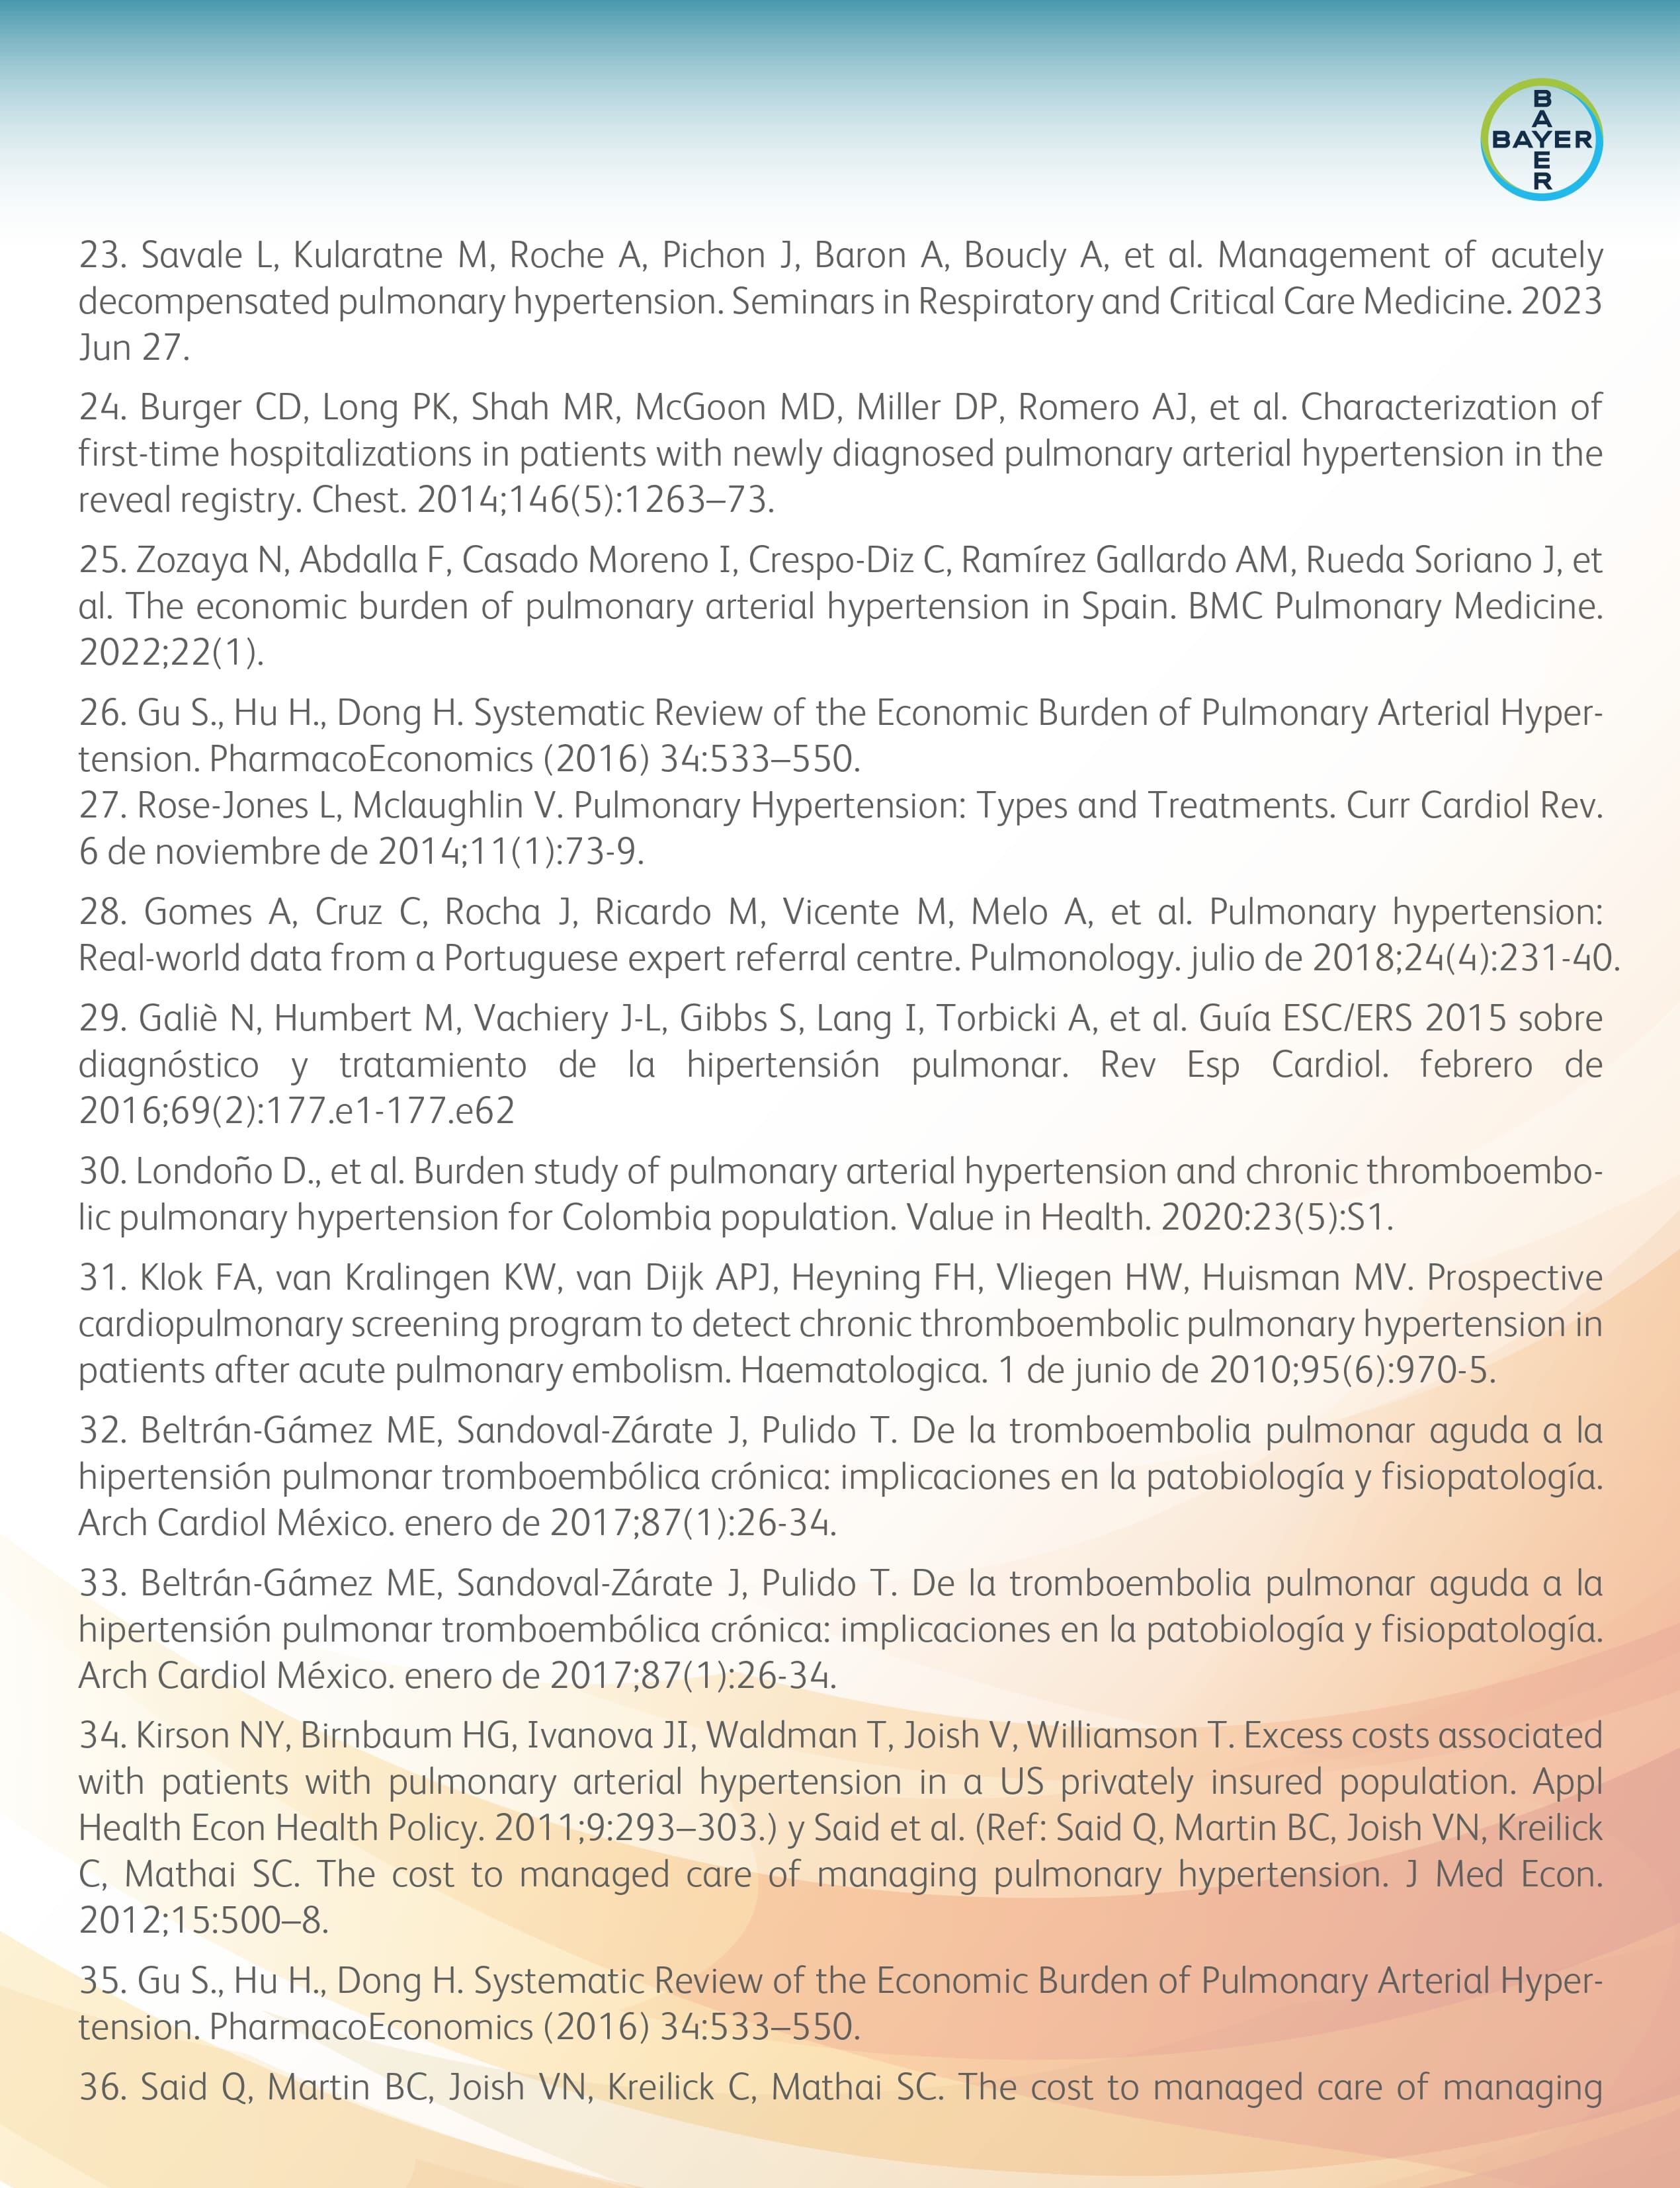 B
A
BAYER
E
R
23. Savale L, Kularatne M, Roche A, Pichon J, Baron A, Boucly A, et al. Management of acutely
decompensated pulmonary hypertension. Seminars in Respiratory and Critical Care Medicine. 2023
Jun 27.
24. Burger CD, Long PK, Shah MR, McGoon MD, Miller DP, Romero AJ, et al. Characterization of
first-time hospitalizations in patients with newly diagnosed pulmonary arterial hypertension in the
reveal registry. Chest. 2014;146(5):1263–73.
25. Zozaya N, Abdalla F, Casado Moreno I, Crespo-Diz C, Ramírez Gallardo AM, Rueda Soriano J, et
al. The economic burden of pulmonary arterial hypertension in Spain. BMC Pulmonary Medicine.
2022;22(1).
26. Gu S., Hu H., Dong H. Systematic Review of the Economic Burden of Pulmonary Arterial Hyper-
tension. PharmacoEconomics (2016) 34:533–550.
27. Rose-Jones L, Mclaughlin V. Pulmonary Hypertension: Types and Treatments. Curr Cardiol Rev.
6 de noviembre de 2014;11(1):73-9.
28. Gomes A, Cruz C, Rocha J, Ricardo M, Vicente M, Melo A, et al. Pulmonary hypertension:
Real-world data from a Portuguese expert referral centre. Pulmonology. julio de 2018;24(4):231-40.
29. Galiè N, Humbert M, Vachiery J-L, Gibbs S, Lang I, Torbicki A, et al. Guía ESC/ERS 2015 sobre
diagnóstico y tratamiento de la hipertensión pulmonar. Rev Esp Cardiol. febrero de
2016;69(2):177.e1-177.e62
30. Londoño D., et al. Burden study of pulmonary arterial hypertension and chronic thromboembo-
lic pulmonary hypertension for Colombia population. Value in Health. 2020:23(5):S1.
31. Klok FA, van Kralingen KW, van Dijk APJ, Heyning FH, Vliegen HW, Huisman MV. Prospective
cardiopulmonary screening program to detect chronic thromboembolic pulmonary hypertension in
patients after acute pulmonary embolism. Haematologica. 1 de junio de 2010;95(6):970-5.
32. Beltrán-Gámez ME, Sandoval-Zárate J, Pulido T. De la tromboembolia pulmonar aguda a la
hipertensión pulmonar tromboembólica crónica: implicaciones en la patobiología y fisiopatología.
Arch Cardiol México. enero de 2017;87(1):26-34.
33. Beltrán-Gámez ME, Sandoval-Zárate J, Pulido T. De la tromboembolia pulmonar aguda a la
hipertensión pulmonar tromboembólica crónica: implicaciones en la patobiología y fisiopatología.
Arch Cardiol México. enero de 2017;87(1):26-34.
34. Kirson NY, Birnbaum HG, Ivanova JI, Waldman T, Joish V, Williamson T. Excess costs associated
with patients with pulmonary arterial hypertension in a US privately insured population. Appl
Health Econ Health Policy. 2011;9:293–303.) y Said et al. (Ref: Said Q, Martin BC, Joish VN, Kreilick
C, Mathai SC. The cost to managed care of managing pulmonary hypertension. J Med Econ.
2012;15:500–8.
35. Gu S., Hu H., Dong H. Systematic Review of the Economic Burden of Pulmonary Arterial Hyper-
tension. PharmacoEconomics (2016) 34:533–550.
36. Said Q, Martin BC, Joish VN, Kreilick C, Mathai SC. The cost to managed care of managing